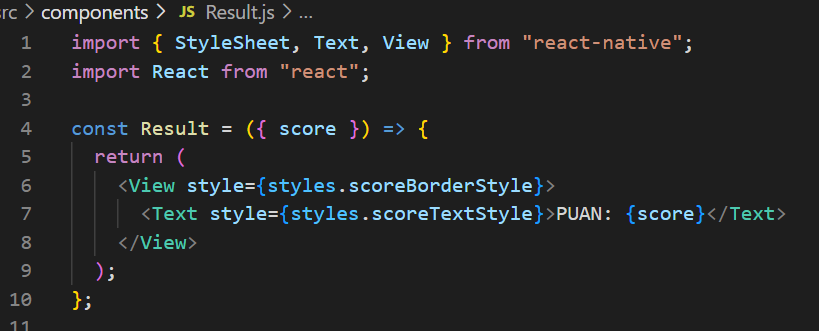 src > components > JS Result.js > ...
1 import { StyleSheet, Text, View } from "react-native";
2 import React from "react";
3
4 const Result = ({ score }) => {
5 return (
6 <View style={styles.scoreBorderStyle}>
7 <Text style={styles.scoreTextStyle}>PUAN: {score}</Text>
8 </View>
9 );
10 };
11